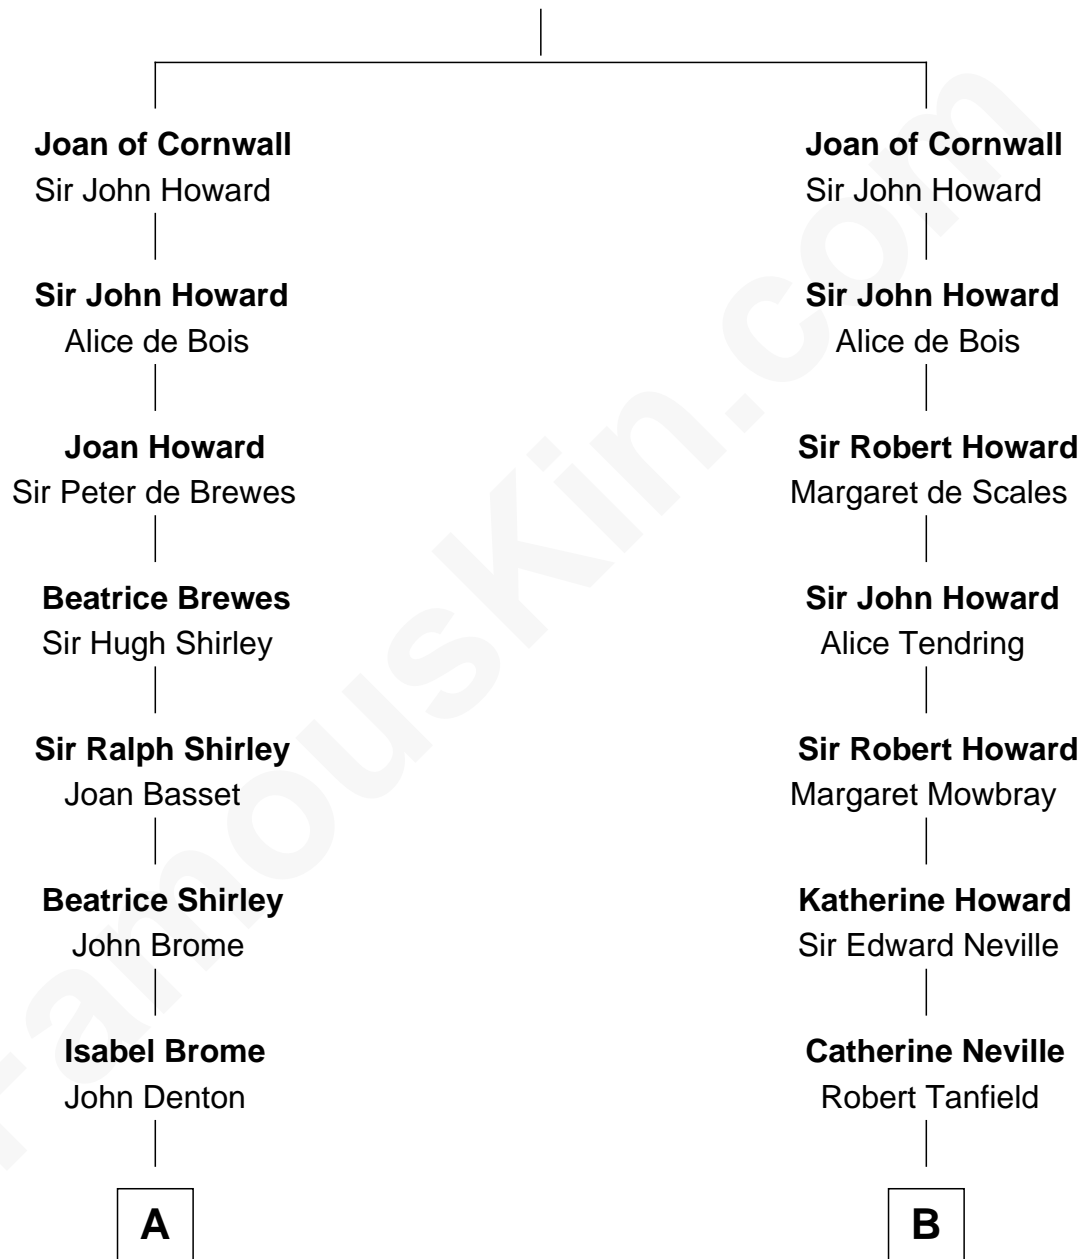 Joan of Cornwall
Sir John Howard
Sir John Howard
Alice de Bois
Joan Howard
Sir Peter de Brewes
Beatrice Brewes
Sir Hugh Shirley
Sir Ralph Shirley
Joan Basset
Beatrice Shirley
John Brome
Isabel Brome
John Denton
A
Joan of Cornwall
Sir John Howard
Sir John Howard
Alice de Bois
Sir Robert Howard
Margaret de Scales
Sir John Howard
Alice Tendring
Sir Robert Howard
Margaret Mowbray
Katherine Howard
Sir Edward Neville
Catherine Neville
Robert Tanfield
B
FamousKin.com